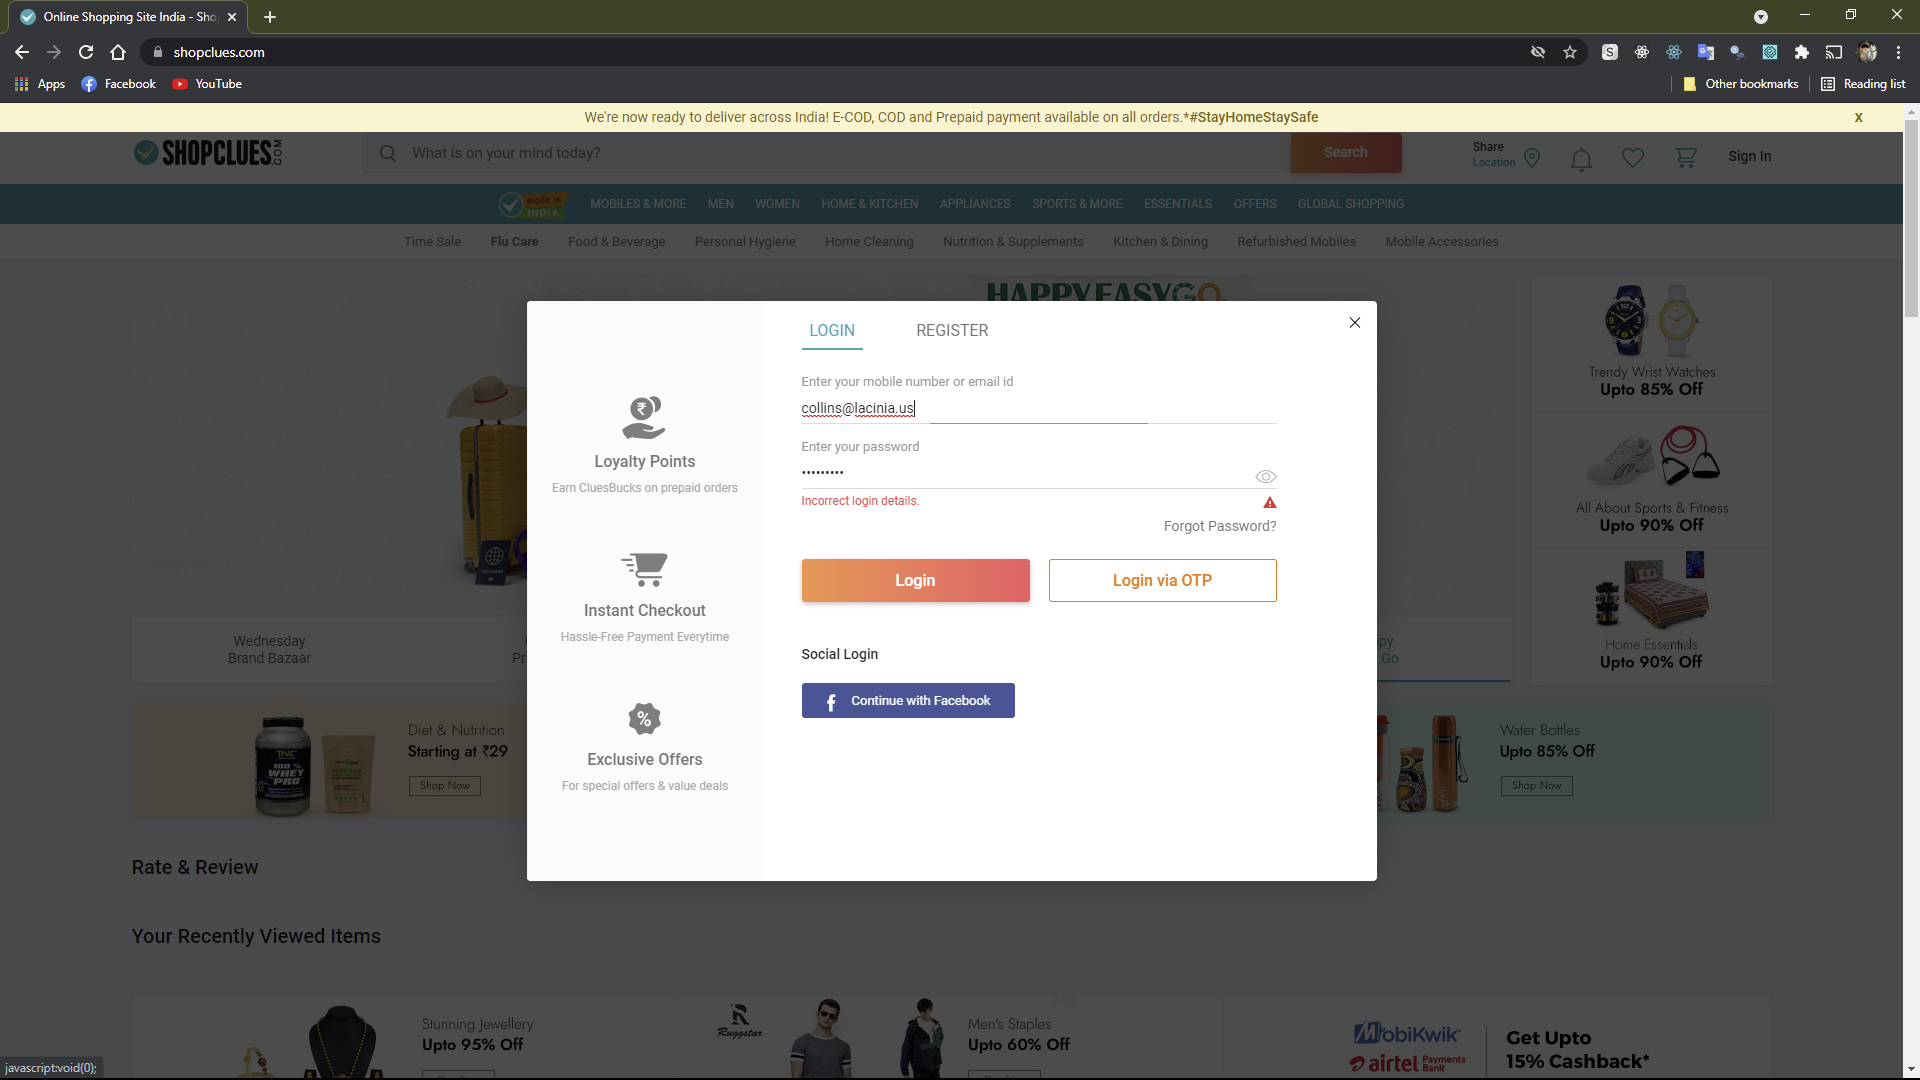 Online Shopping Site India - Sho
shopclues.com
Apps
Facebook
YouTube
Other bookmarks
Reading list
We're now ready to deliver across India! E-COD, COD and Prepaid payment available on all orders.*#StayHomeStaySafe
X
SHOPCLUES.COM
What is on your mind today?
Search
Share
Location
Sign In
made in
INDIA
MOBILES & MORE
MEN
WOMEN
HOME & KITCHEN
APPLIANCES
SPORTS & MORE
ESSENTIALS
OFFERS
GLOBAL SHOPPING
Time Sale
Flu Care
Food & Beverage
Personal Hygiene
Home Cleaning
Nutrition & Supplements
Kitchen & Dining
Refurbished Mobiles
Mobile Accessories
HAPPYEASYGO
Trendy Wrist Watches
Upto 85% Off
All About Sports & Fitness
Upto 90% Off
Home Essentials
Upto 90% Off
Wednesday
Brand Bazaar
Pr
ppy
Go
LOGIN
REGISTER
Enter your mobile number or email id
collins@lacinia.us
Enter your password
•••••••••
Incorrect login details.
Forgot Password?
Login
Login via OTP
Social Login
Continue with Facebook
Loyalty Points
Earn CluesBucks on prepaid orders
Instant Checkout
Hassle-Free Payment Everytime
Exclusive Offers
For special offers & value deals
TNC
100 %
WHEY
PRO
Diet & Nutrition
Starting at ₹29
Shop Now
Water Bottles
Upto 85% Off
Shop Now
Rate & Review
Your Recently Viewed Items
Stunning Jewellery
Upto 95% Off
Ruggstar
Men's Staples
Upto 60% Off
MobiKwik
airtel Payments Bank
Get Upto
15% Cashback*
javascript:void(0);